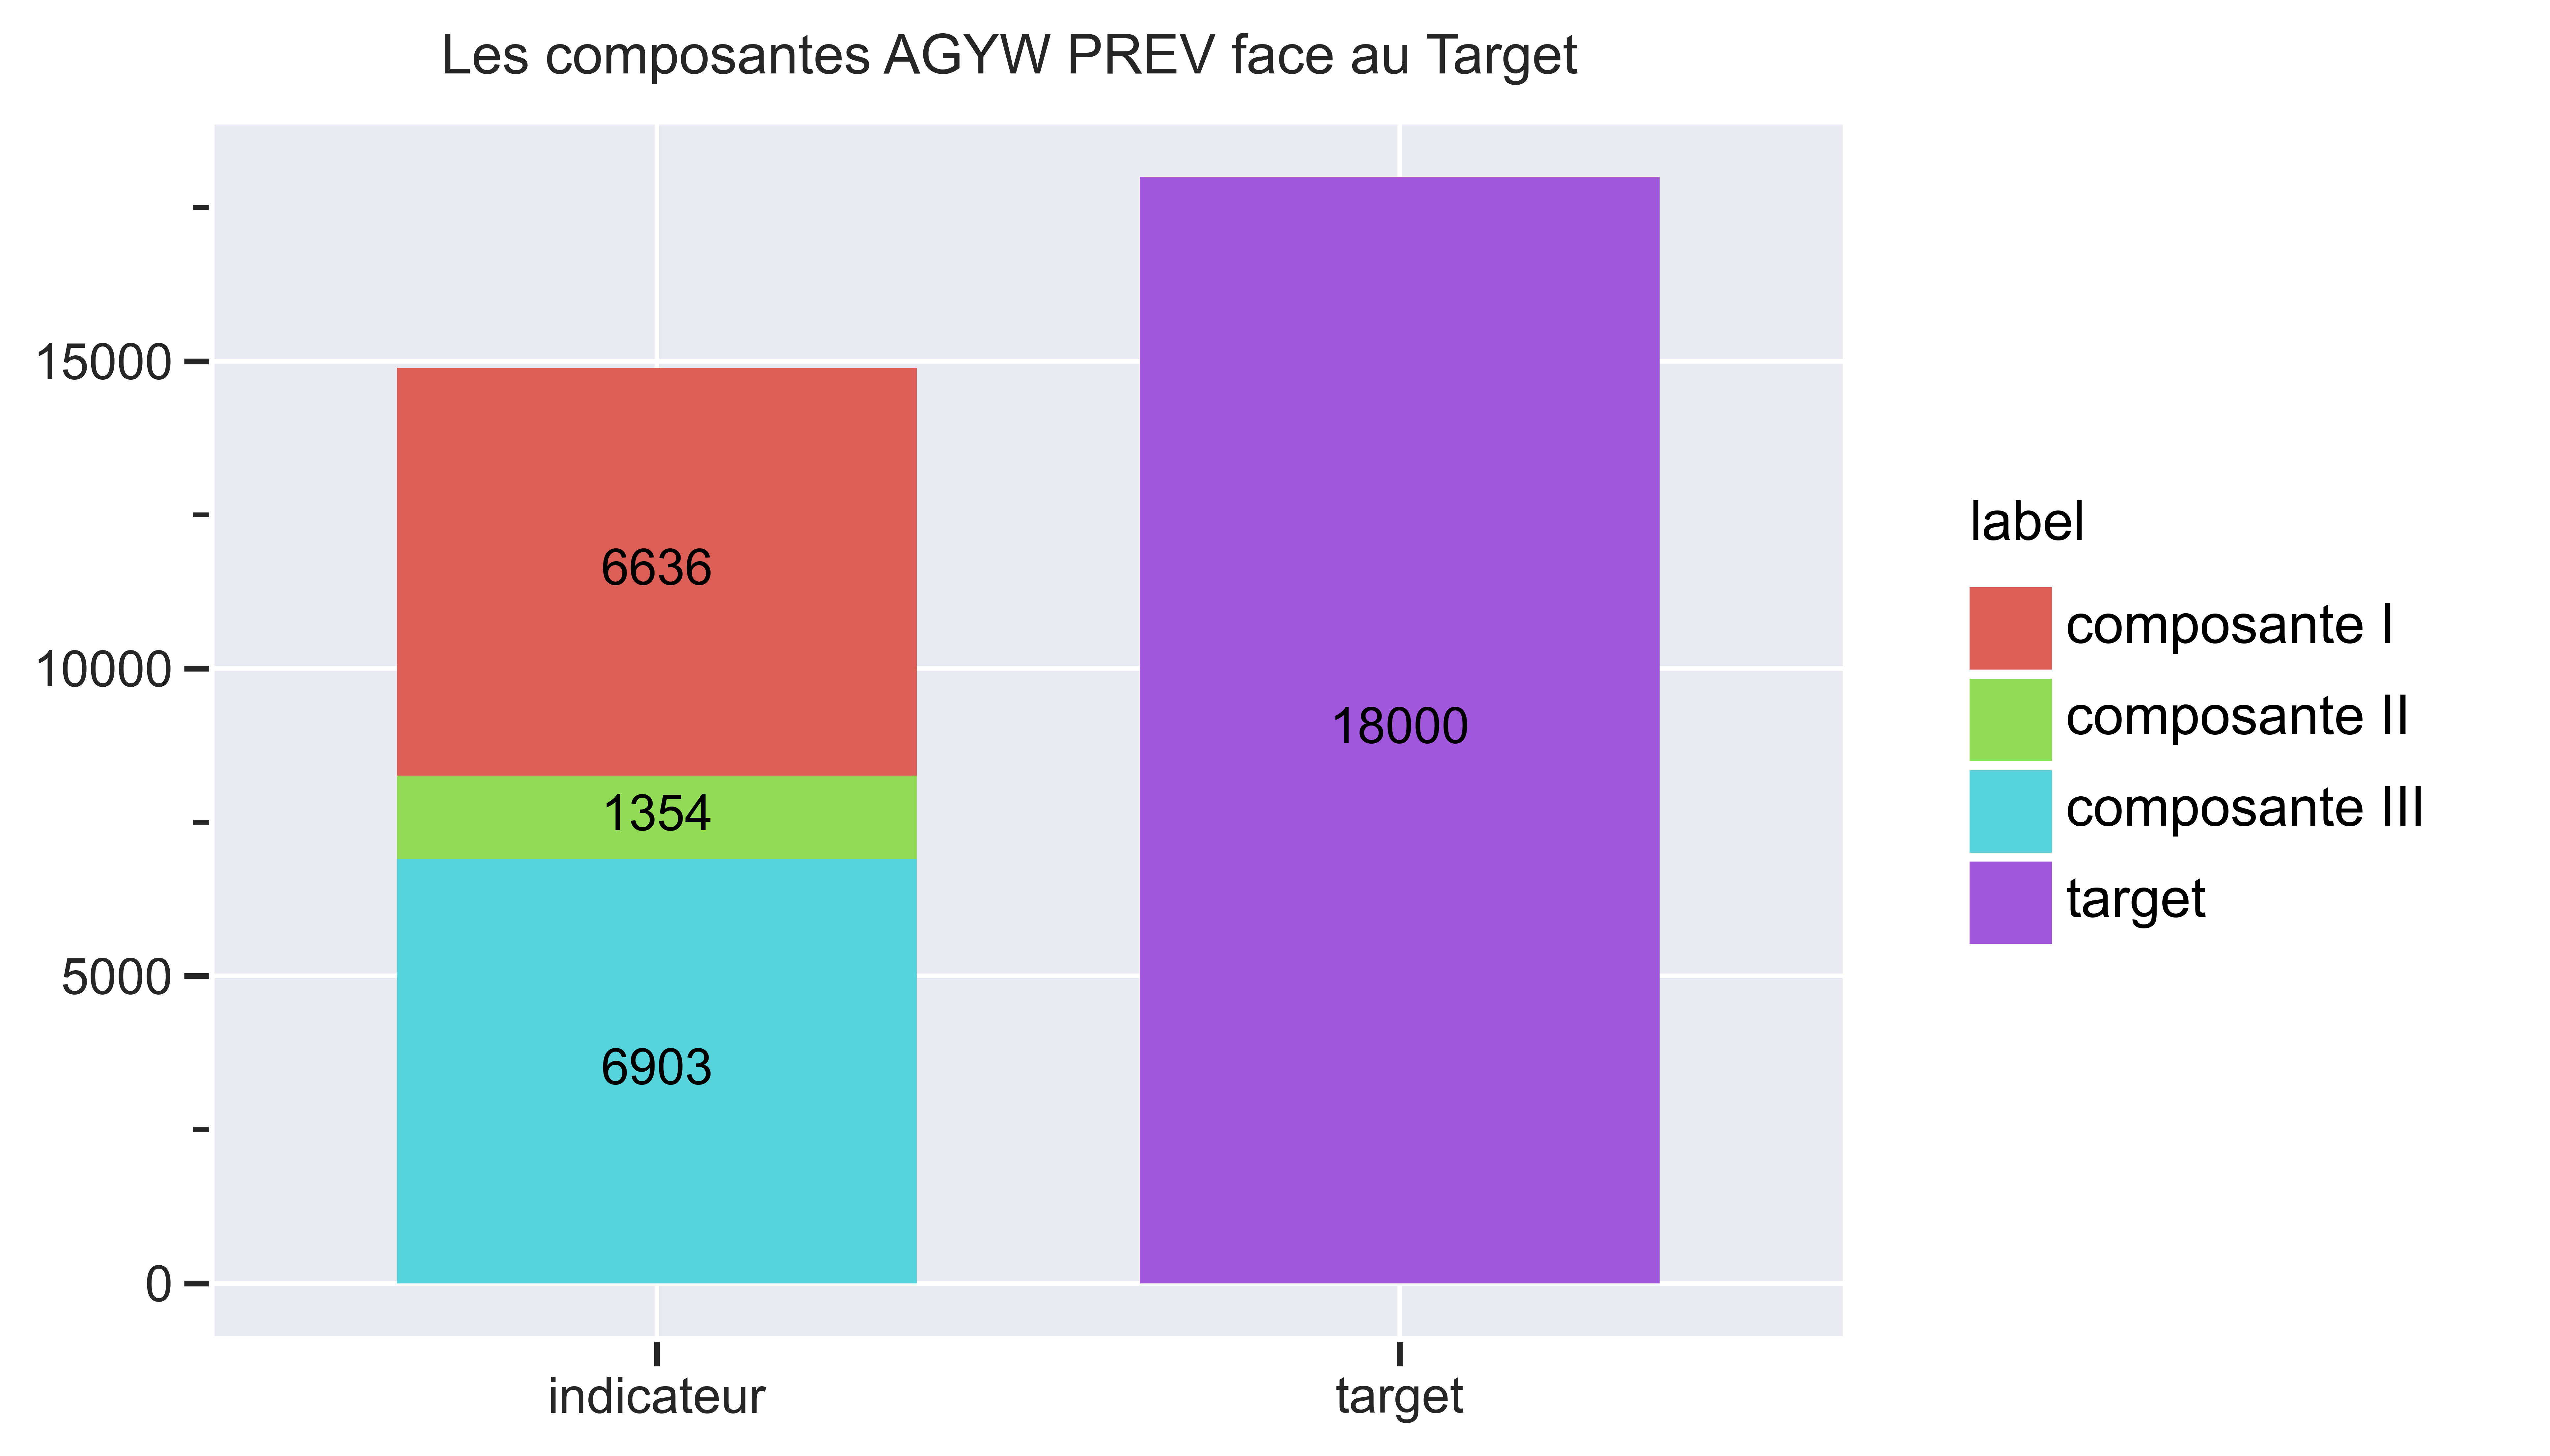 Les composantes AGYW PREV face au Target
15000
10000
5000
0
6636
1354
6903
18000
indicateur
target
label
composante I
composante II
composante III
target